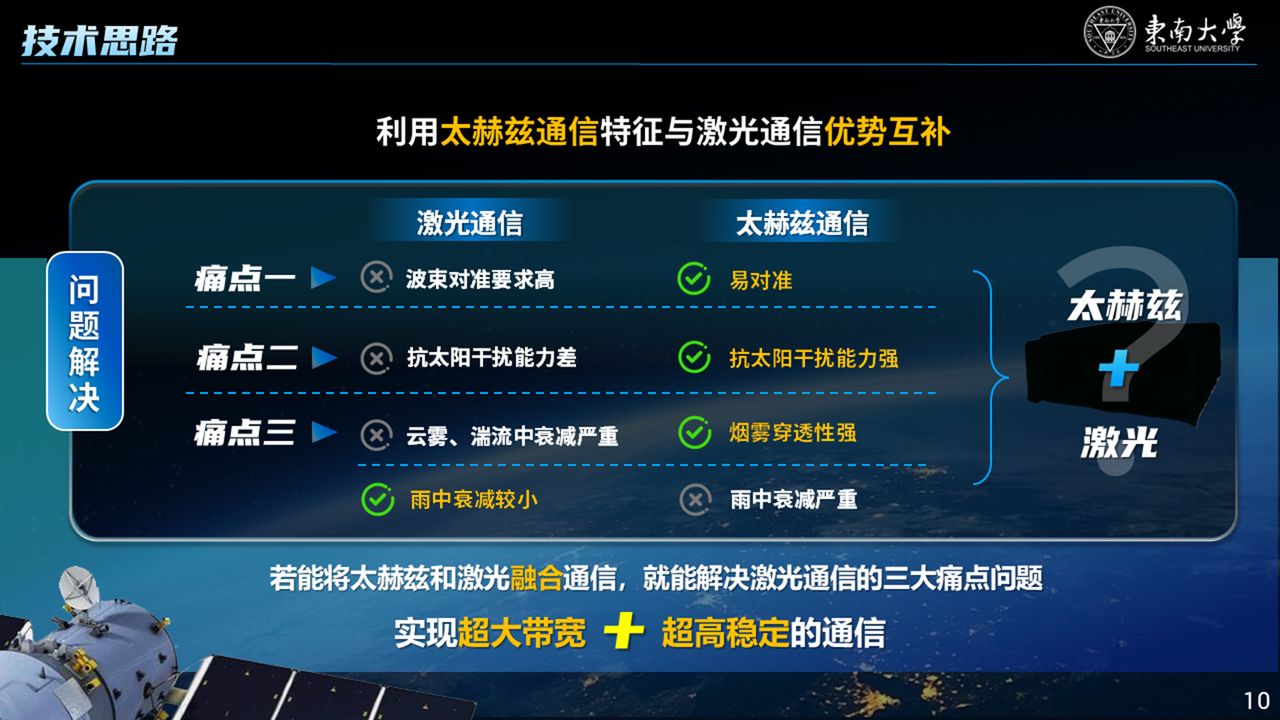 技术思路
東南大學
SOUTHEAST UNIVERSITY
利用太赫兹通信特征与激光通信优势互补
激光通信 太赫兹通信
问题解决
痛点一 波束对准要求高 易对准
痛点二 抗太阳干扰能力差 抗太阳干扰能力强
痛点三 云雾、湍流中衰减严重 烟雾穿透性强
雨中衰减较小 雨中衰减严重
?
太赫兹
+
激光
若能将太赫兹和激光融合通信，就能解决激光通信的三大痛点问题
实现超大带宽 + 超高稳定的通信
10